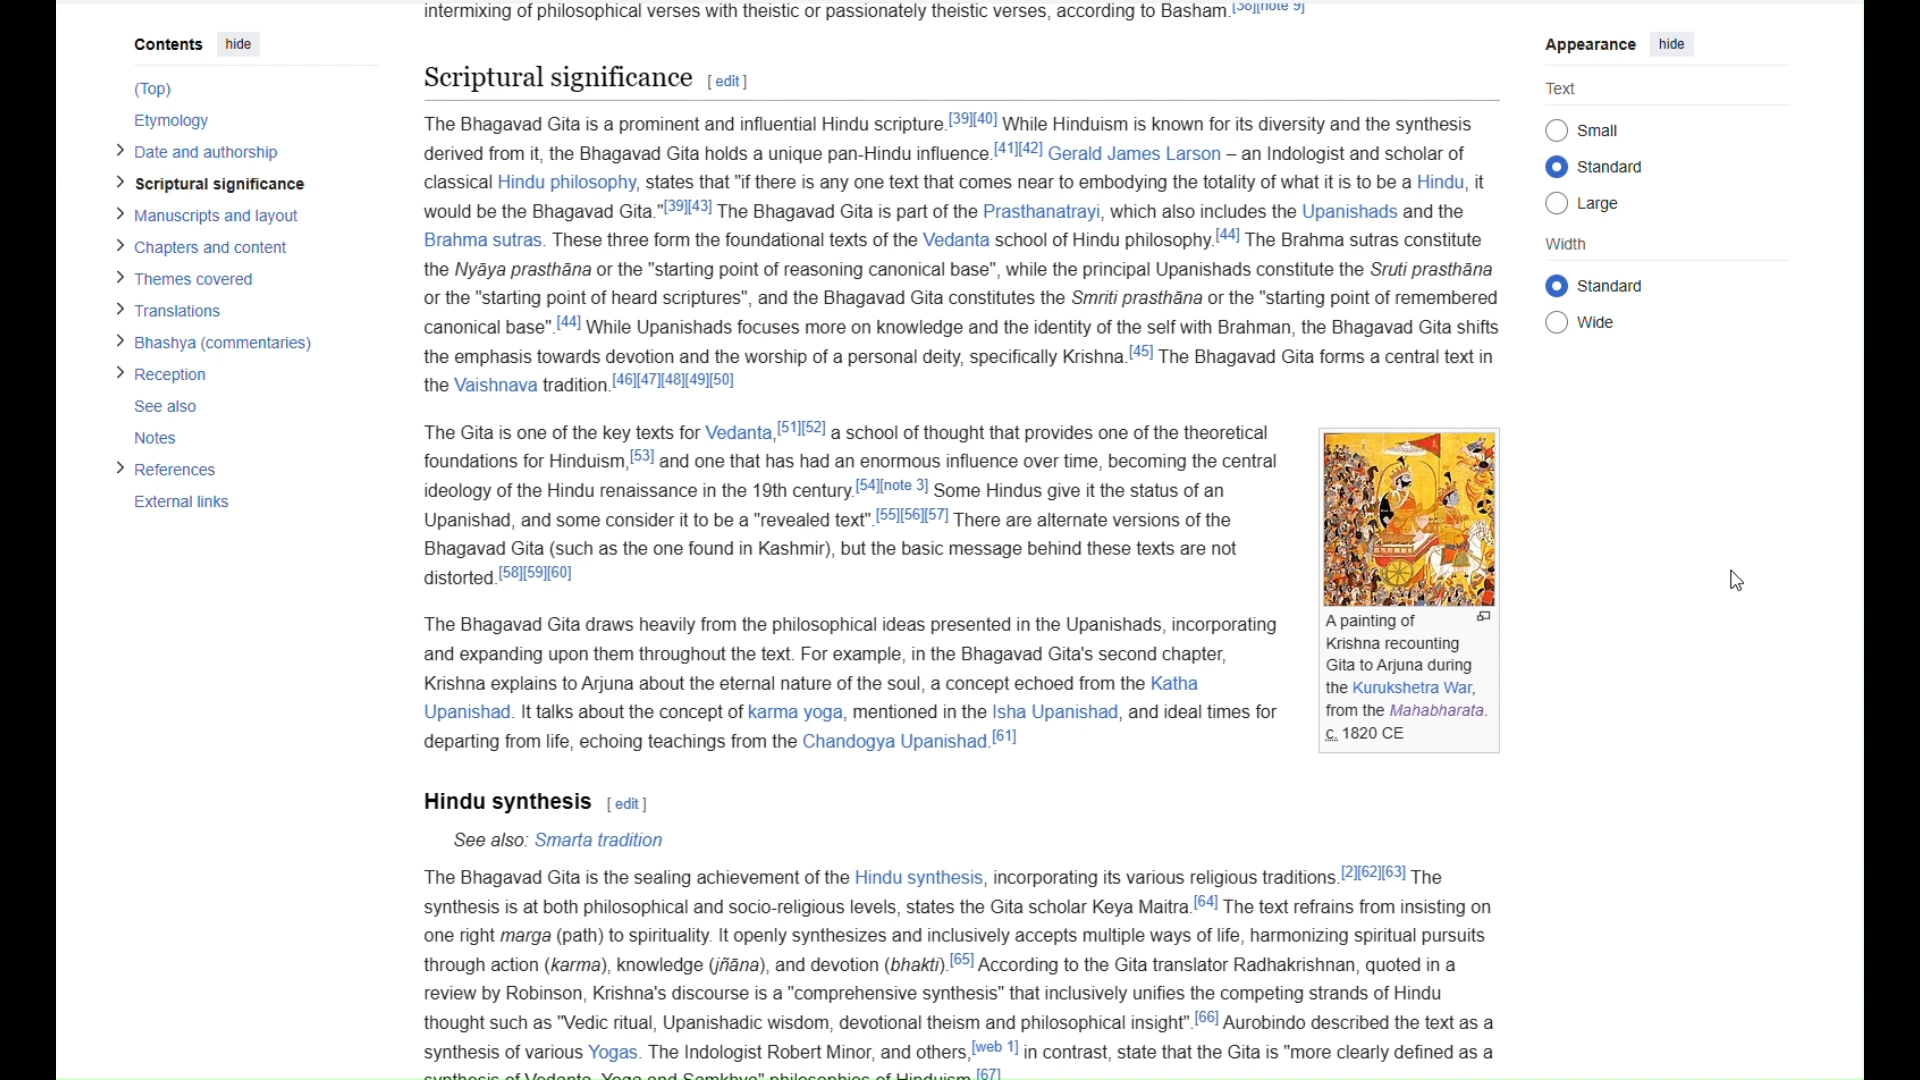 intermixing of philosophical verses with theistic or passionately theistic verses, according to Basham.[38][note 9]
Contents hide
(Top)
Etymology
Date and authorship
Scriptural significance
Manuscripts and layout
Chapters and content
Themes covered
Translations
Bhashya (commentaries)
Reception
See also
Notes
References
External links
Scriptural significance [ edit ]
The Bhagavad Gita is a prominent and influential Hindu scripture.[39][40] While Hinduism is known for its diversity and the synthesis
derived from it, the Bhagavad Gita holds a unique pan-Hindu influence.[41][42] Gerald James Larson – an Indologist and scholar of
classical Hindu philosophy, states that "if there is any one text that comes near to embodying the totality of what it is to be a Hindu, it
would be the Bhagavad Gita."[39][43] The Bhagavad Gita is part of the Prasthanatrayi, which also includes the Upanishads and the
Brahma sutras. These three form the foundational texts of the Vedanta school of Hindu philosophy.[44] The Brahma sutras constitute
the Nyāya prasthāna or the "starting point of reasoning canonical base", while the principal Upanishads constitute the Sruti prasthāna
or the "starting point of heard scriptures", and the Bhagavad Gita constitutes the Smriti prasthāna or the "starting point of remembered
canonical base".[44] While Upanishads focuses more on knowledge and the identity of the self with Brahman, the Bhagavad Gita shifts
the emphasis towards devotion and the worship of a personal deity, specifically Krishna.[45] The Bhagavad Gita forms a central text in
the Vaishnava tradition.[46][47][48][49][50]
The Gita is one of the key texts for Vedanta,[51][52] a school of thought that provides one of the theoretical
foundations for Hinduism,[53] and one that has had an enormous influence over time, becoming the central
ideology of the Hindu renaissance in the 19th century.[54][note 3] Some Hindus give it the status of an
Upanishad, and some consider it to be a "revealed text".[55][56][57] There are alternate versions of the
Bhagavad Gita (such as the one found in Kashmir), but the basic message behind these texts are not
distorted.[58][59][60]
The Bhagavad Gita draws heavily from the philosophical ideas presented in the Upanishads, incorporating
and expanding upon them throughout the text. For example, in the Bhagavad Gita's second chapter,
Krishna explains to Arjuna about the eternal nature of the soul, a concept echoed from the Katha
Upanishad. It talks about the concept of karma yoga, mentioned in the Isha Upanishad, and ideal times for
departing from life, echoing teachings from the Chandogya Upanishad.[61]
A painting of
Krishna recounting
Gita to Arjuna during
the Kurukshetra War,
from the Mahabharata.
c. 1820 CE
Hindu synthesis [ edit ]
See also: Smarta tradition
The Bhagavad Gita is the sealing achievement of the Hindu synthesis, incorporating its various religious traditions.[2][62][63] The
synthesis is at both philosophical and socio-religious levels, states the Gita scholar Keya Maitra.[64] The text refrains from insisting on
one right marga (path) to spirituality. It openly synthesizes and inclusively accepts multiple ways of life, harmonizing spiritual pursuits
through action (karma), knowledge (jñāna), and devotion (bhakti).[65] According to the Gita translator Radhakrishnan, quoted in a
review by Robinson, Krishna's discourse is a "comprehensive synthesis" that inclusively unifies the competing strands of Hindu
thought such as "Vedic ritual, Upanishadic wisdom, devotional theism and philosophical insight".[66] Aurobindo described the text as a
synthesis of various Yogas. The Indologist Robert Minor, and others,[web 1] in contrast, state that the Gita is "more clearly defined as a
synthesis of Vedanta, Yoga and Samkhya" philosophies of Hinduism.[67]
Appearance hide
Text
Small
Standard
Large
Width
Standard
Wide